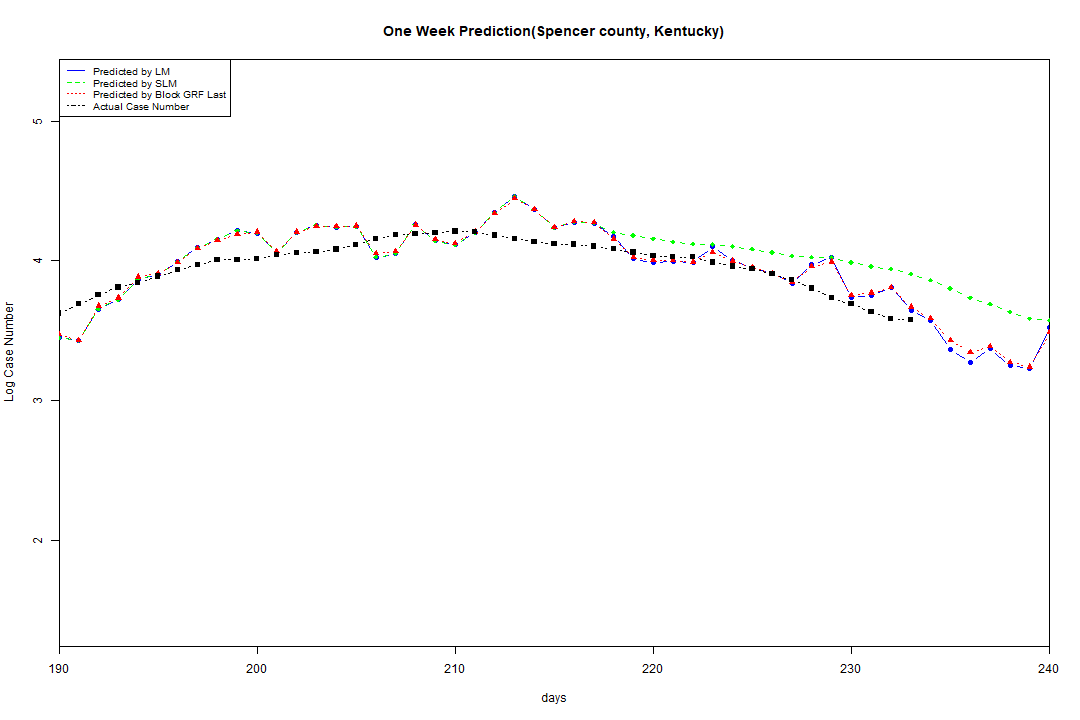 One Week Prediction(Spencer county, Kentucky)
Predicted by LM
Predicted by SLM
Predicted by Block GRF Last
Actual Case Number
5
4
3
2
Log Case Number
190 200 210 220 230 240
days